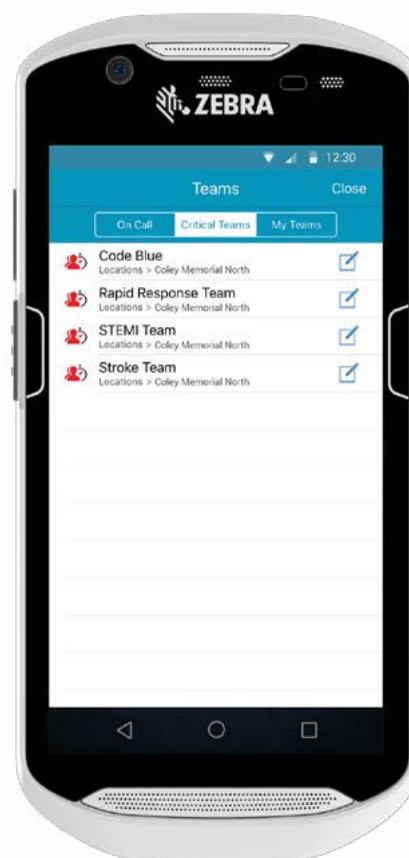 ZEBRA
12:30
Teams
Close
On Call
Critical Teams
My Teams
Code Blue
Locations > Coley Memorial North
Rapid Response Team
Locations > Coley Memorial North
STEMI Team
Locations > Coley Memorial North
Stroke Team
Locations > Coley Memorial North